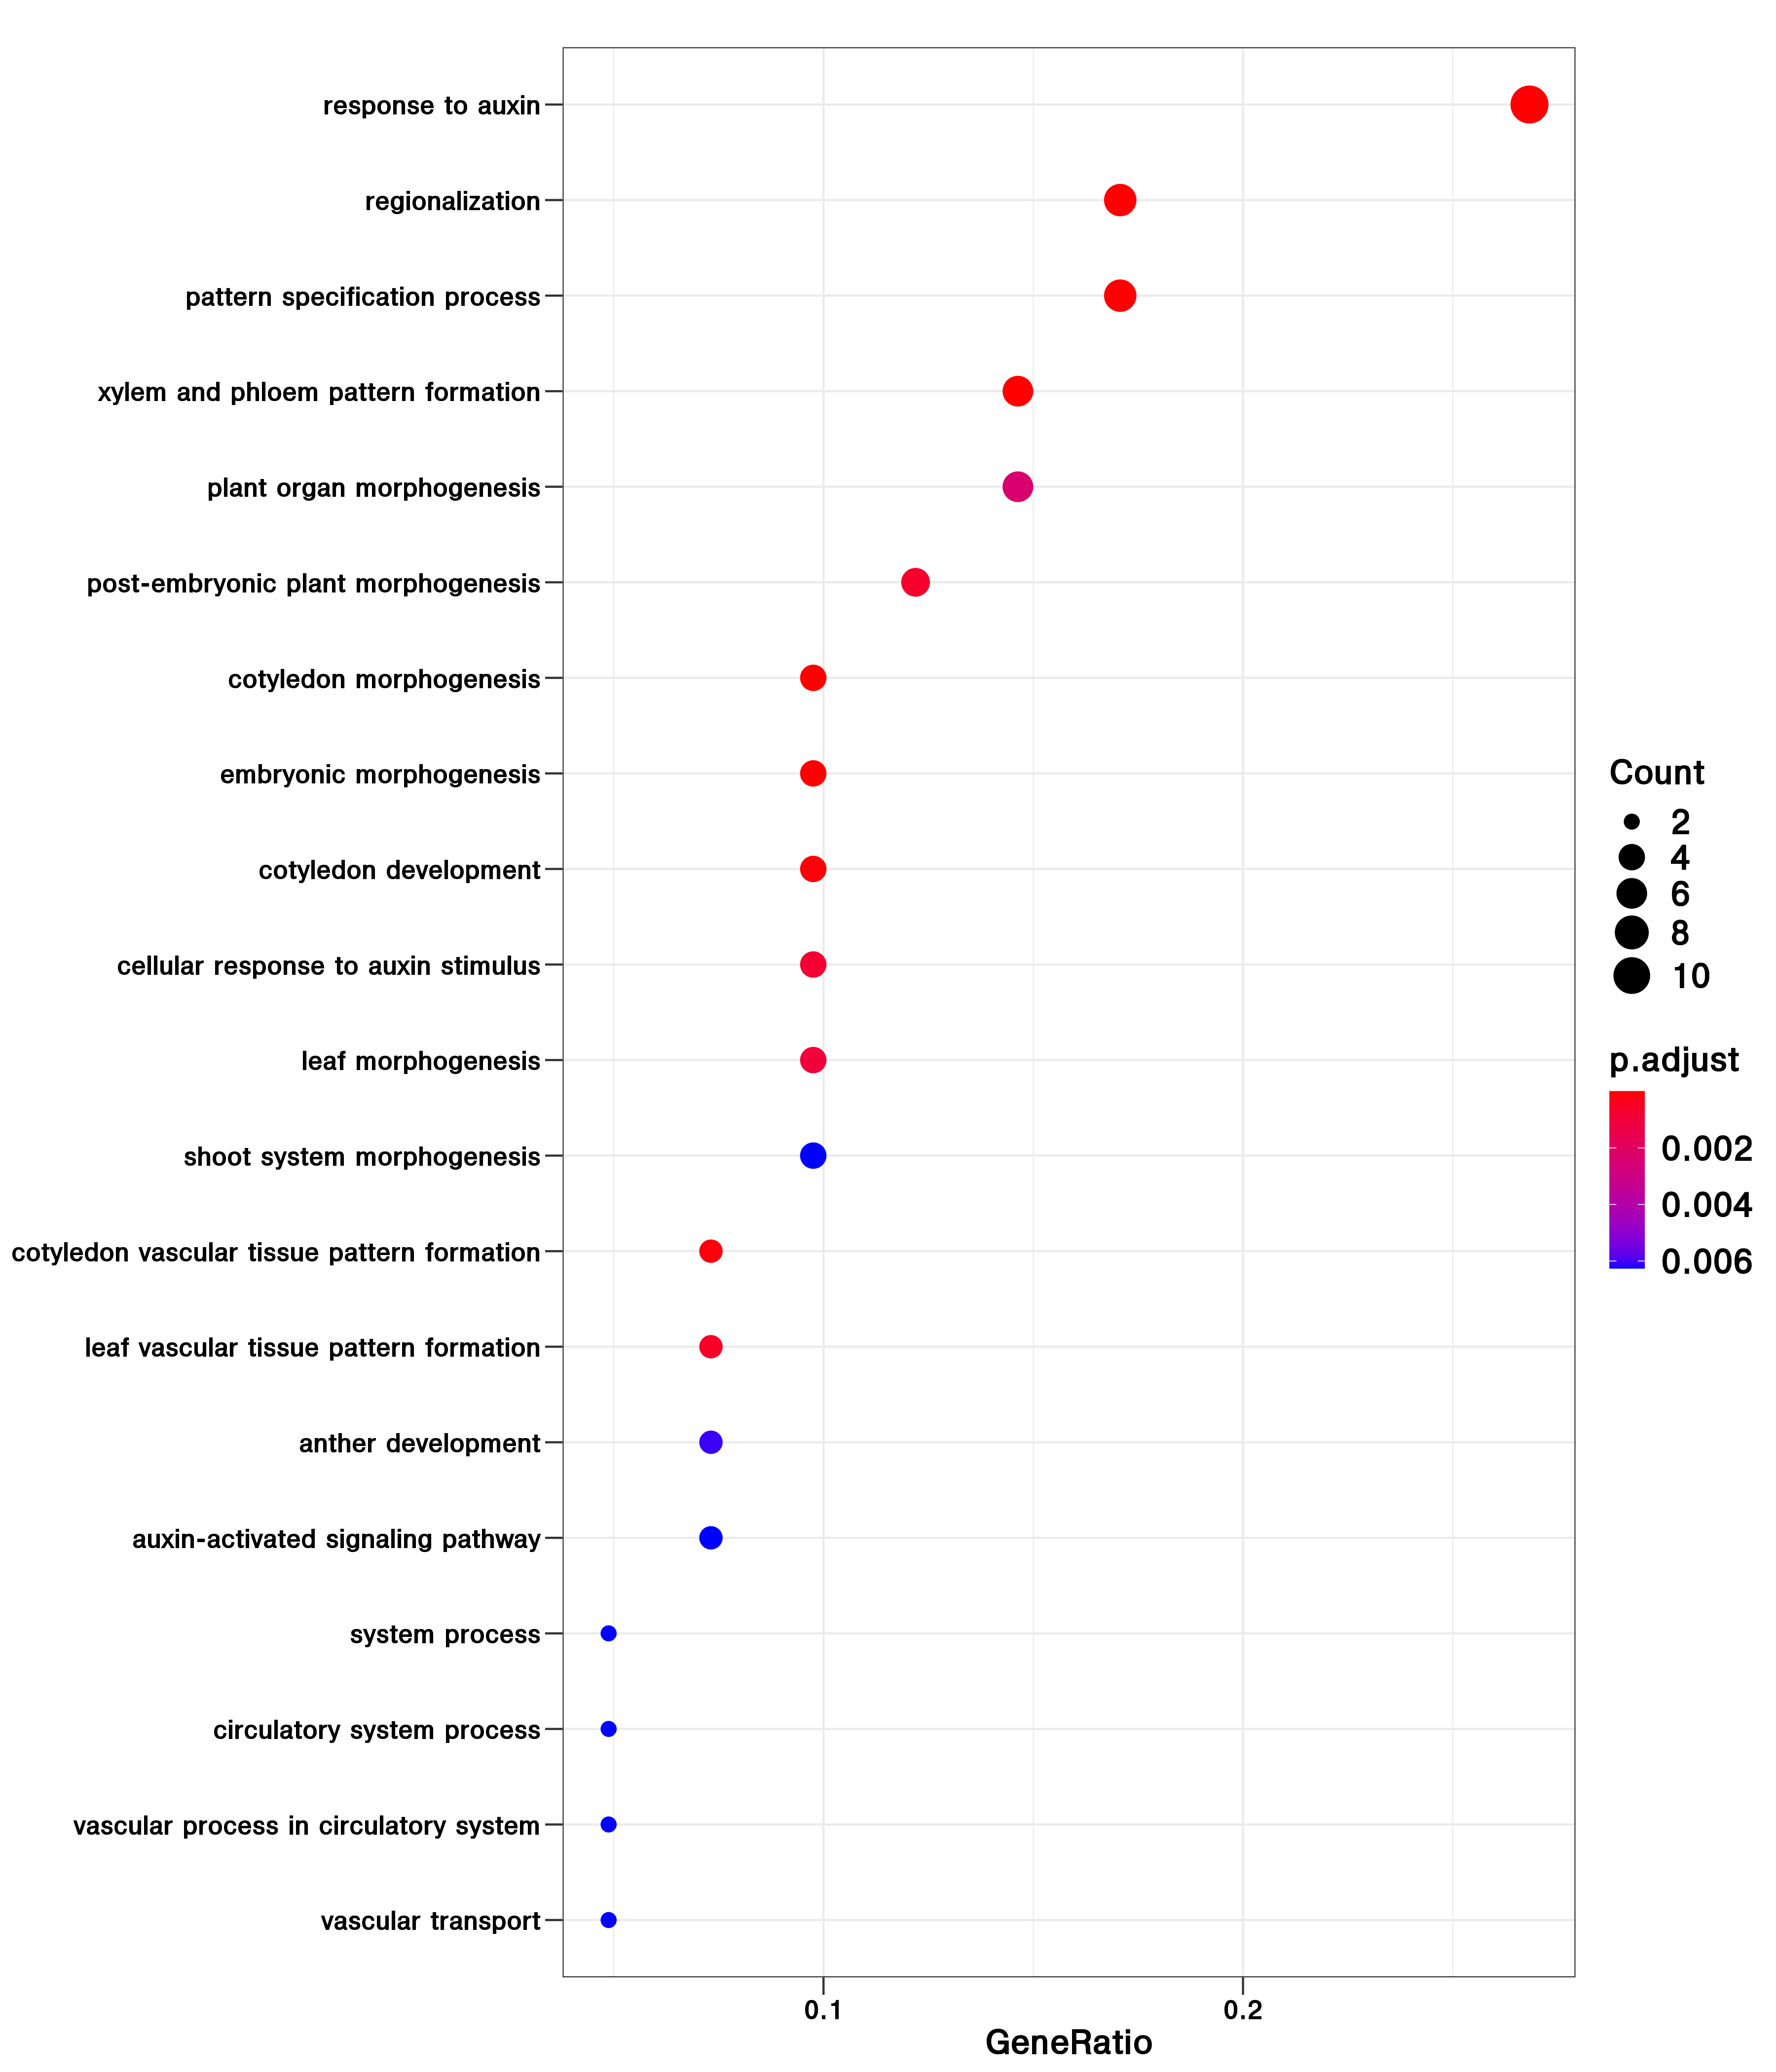 response to auxin
regionalization
pattern specification process
xylem and phloem pattern formation
plant organ morphogenesis
post-embryonic plant morphogenesis
cotyledon morphogenesis
embryonic morphogenesis
cotyledon development
cellular response to auxin stimulus
leaf morphogenesis
shoot system morphogenesis
cotyledon vascular tissue pattern formation
leaf vascular tissue pattern formation
anther development
auxin-activated signaling pathway
system process
circulatory system process
vascular process in circulatory system
vascular transport
0.1
0.2
GeneRatio
Count
2
4
6
8
10
p.adjust
0.002
0.004
0.006